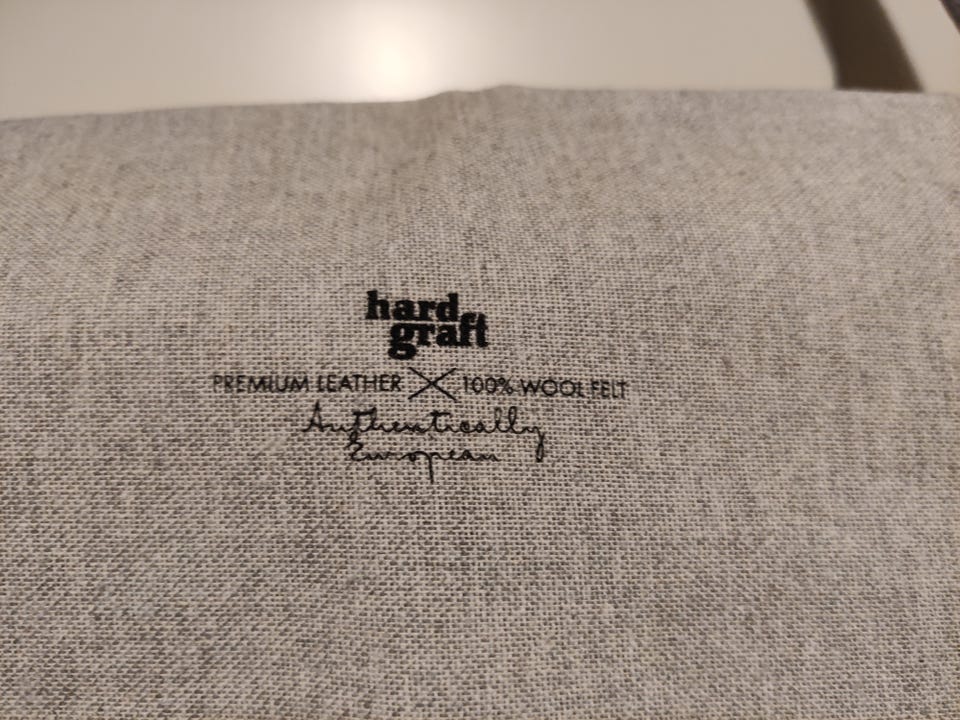 hard
graft
PREMIUM LEATHER X 100% WOOL FELT
Authentically
European